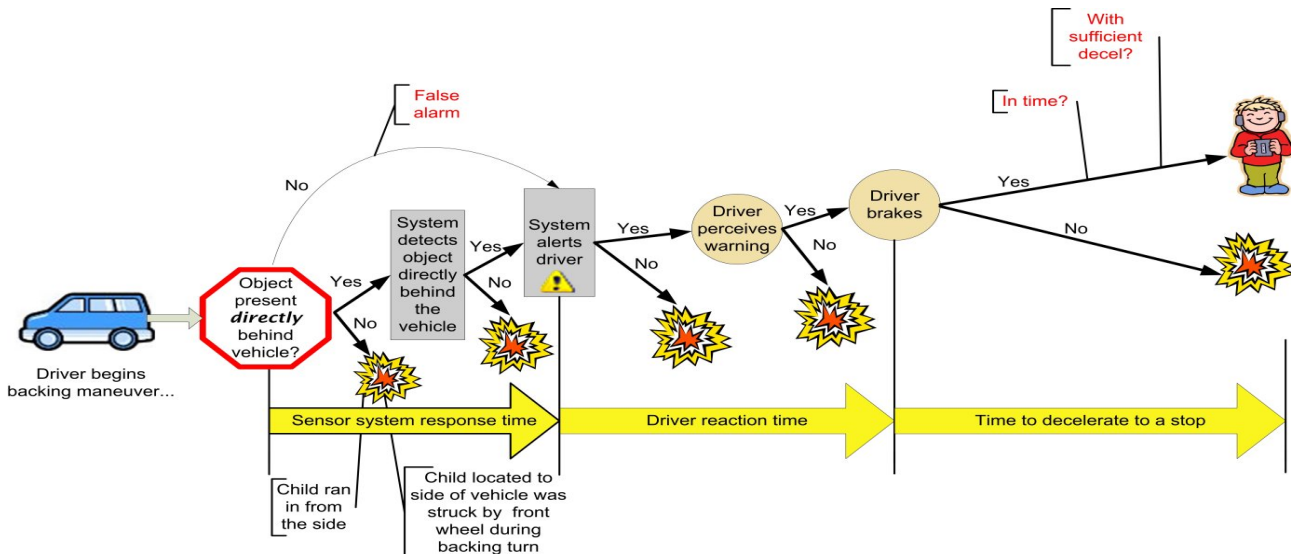 With
sufficient
decel?
In time?
False
alarm
No
Driver begins
backing maneuver...
Object
present
directly
behind
vehicle?
Yes
No
System
detects
object
directly
behind
the
vehicle
Yes
No
System
alerts
driver
Yes
No
Driver
perceives
warning
Yes
No
Driver
brakes
Yes
No
Sensor system response time
Driver reaction time
Time to decelerate to a stop
Child ran
in from
the side
Child located to
side of vehicle was
struck by front
wheel during
backing turn